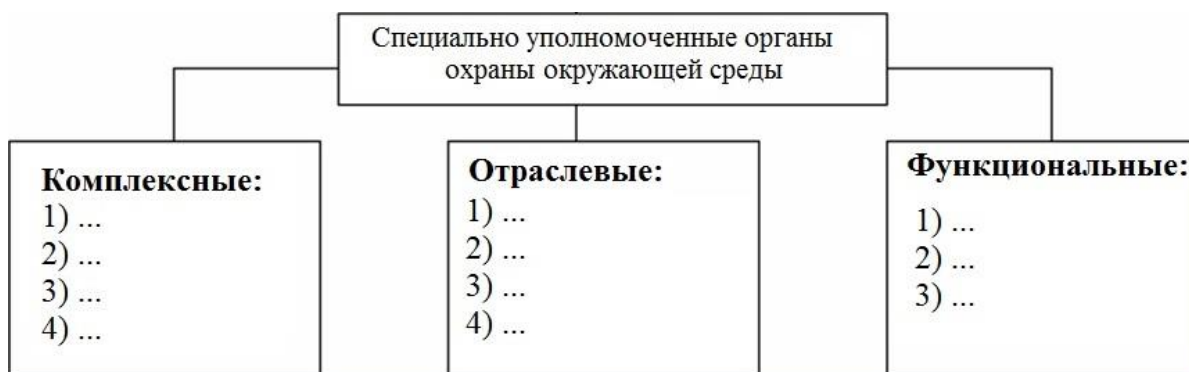 Специально уполномоченные органы
охраны окружающей среды
Комплексные:
1) ...
2) ...
3) ...
4) ...
Отраслевые:
1) ...
2) ...
3) ...
4) ...
Функциональные:
1) ...
2) ...
3) ...